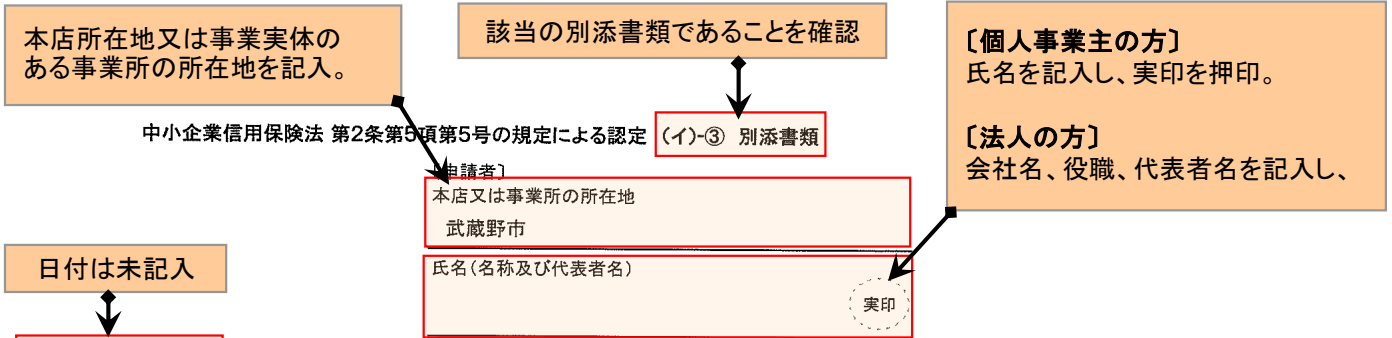 本店所在地又は事業実体の
ある事業所の所在地を記入。
該当の別添書類であることを確認
〔個人事業主の方〕
氏名を記入し、実印を押印。
〔法人の方〕
会社名、役職、代表者名を記入し、
中小企業信用保険法 第2条第5項第5号の規定による認定 (イ)-③ 別添書類
〔申請者〕
本店又は事業所の所在地
武蔵野市
日付は未記入
氏名(名称及び代表者名)
実印